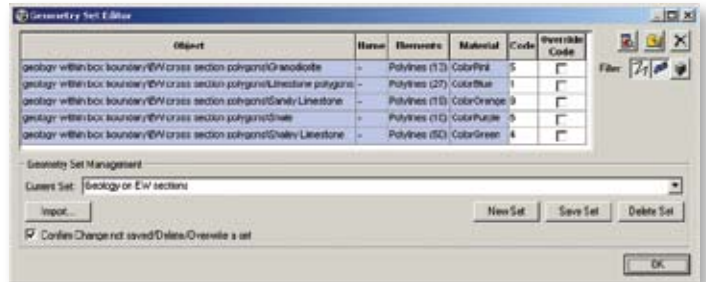 Geometry Set Editor
Object Name Elements Material Code Override Code
geology within box boundary\EW cross section polygons\Granodiorite - Polylines (13) ColorPink 5
geology within box boundary\EW cross section polygons\Limestone polygons - Polylines (27) ColorBlue 1
geology within box boundary\EW cross section polygons\Sandy Limestone - Polylines ColorOrange
geology within box boundary\EW cross section polygons\Shale - Polylines ColorPurple
geology within box boundary\EW cross section polygons\Shaley Limestone - Polylines ColorGreen 4
Filter:
Geometry Set Management
Current Set: Geology on EW sections
Import...
New Set Save Set Delete Set
Confirm Change not saved/Delete/Overwrite a set
OK